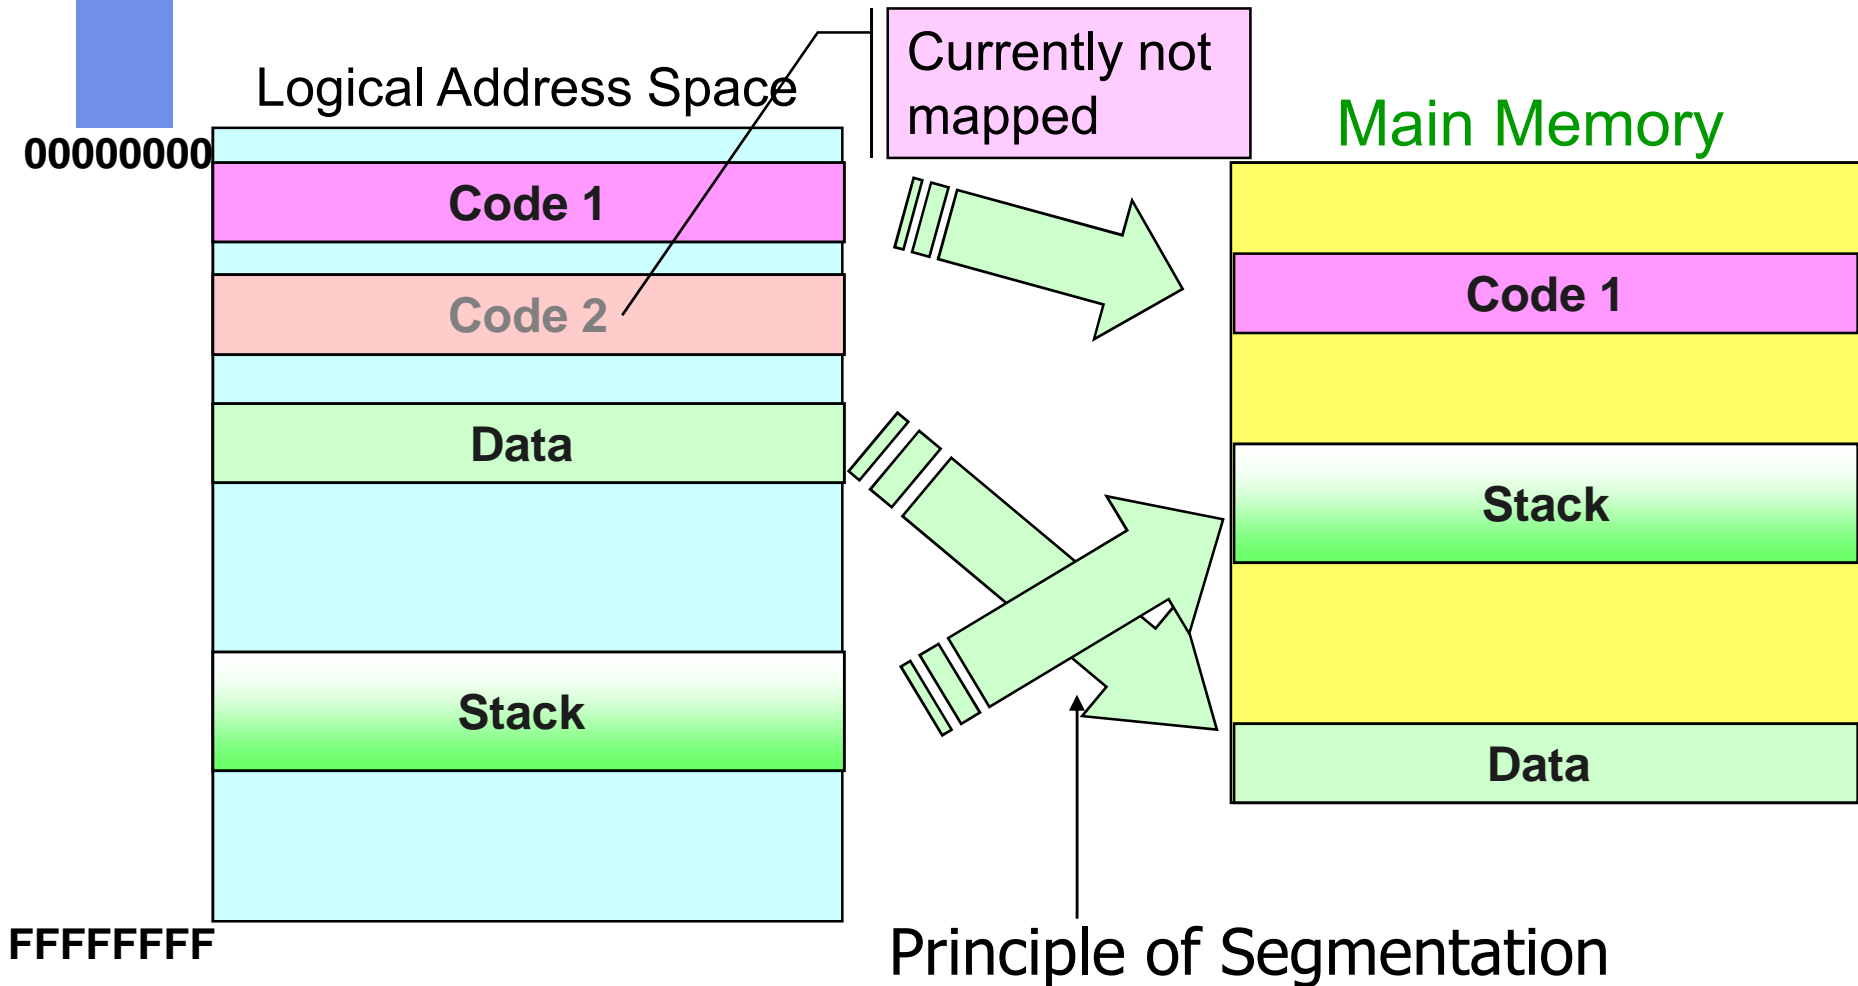 Currently not
mapped
Logical Address Space
Main Memory
00000000
Code 1
Code 2
Data
Stack
FFFFFFFF
Code 1
Stack
Data
Principle of Segmentation